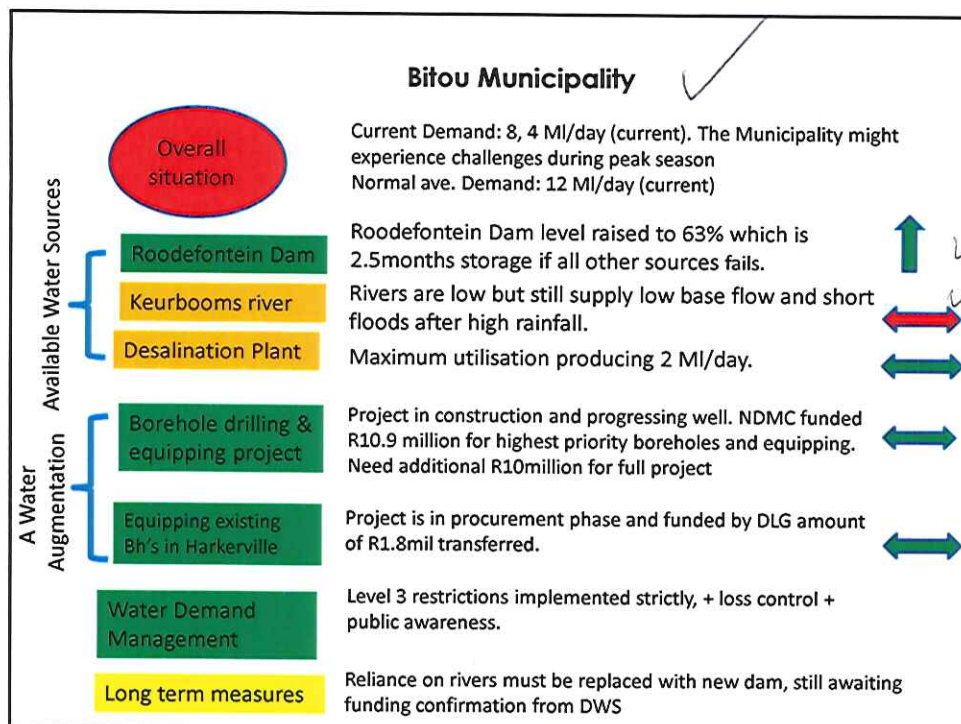 Bitou Municipality
Overall
situation
Current Demand: 8, 4 Ml/day (current). The Municipality might
experience challenges during peak season
Normal ave. Demand: 12 Ml/day (current)
Available Water Sources
Roodefontein Dam
Roodefontein Dam level raised to 63% which is
2.5months storage if all other sources fails.
Keurbooms river
Rivers are low but still supply low base flow and short
floods after high rainfall.
Desalination Plant
Maximum utilisation producing 2 Ml/day.
A Water
Augmentation
Borehole drilling &
equipping project
Project in construction and progressing well. NDMC funded
R10.9 million for highest priority boreholes and equipping.
Need additional R10million for full project
Equipping existing
Bh's in Harkerville
Project is in procurement phase and funded by DLG amount
of R1.8mil transferred.
Water Demand
Management
Level 3 restrictions implemented strictly, + loss control +
public awareness.
Long term measures
Reliance on rivers must be replaced with new dam, still awaiting
funding confirmation from DWS